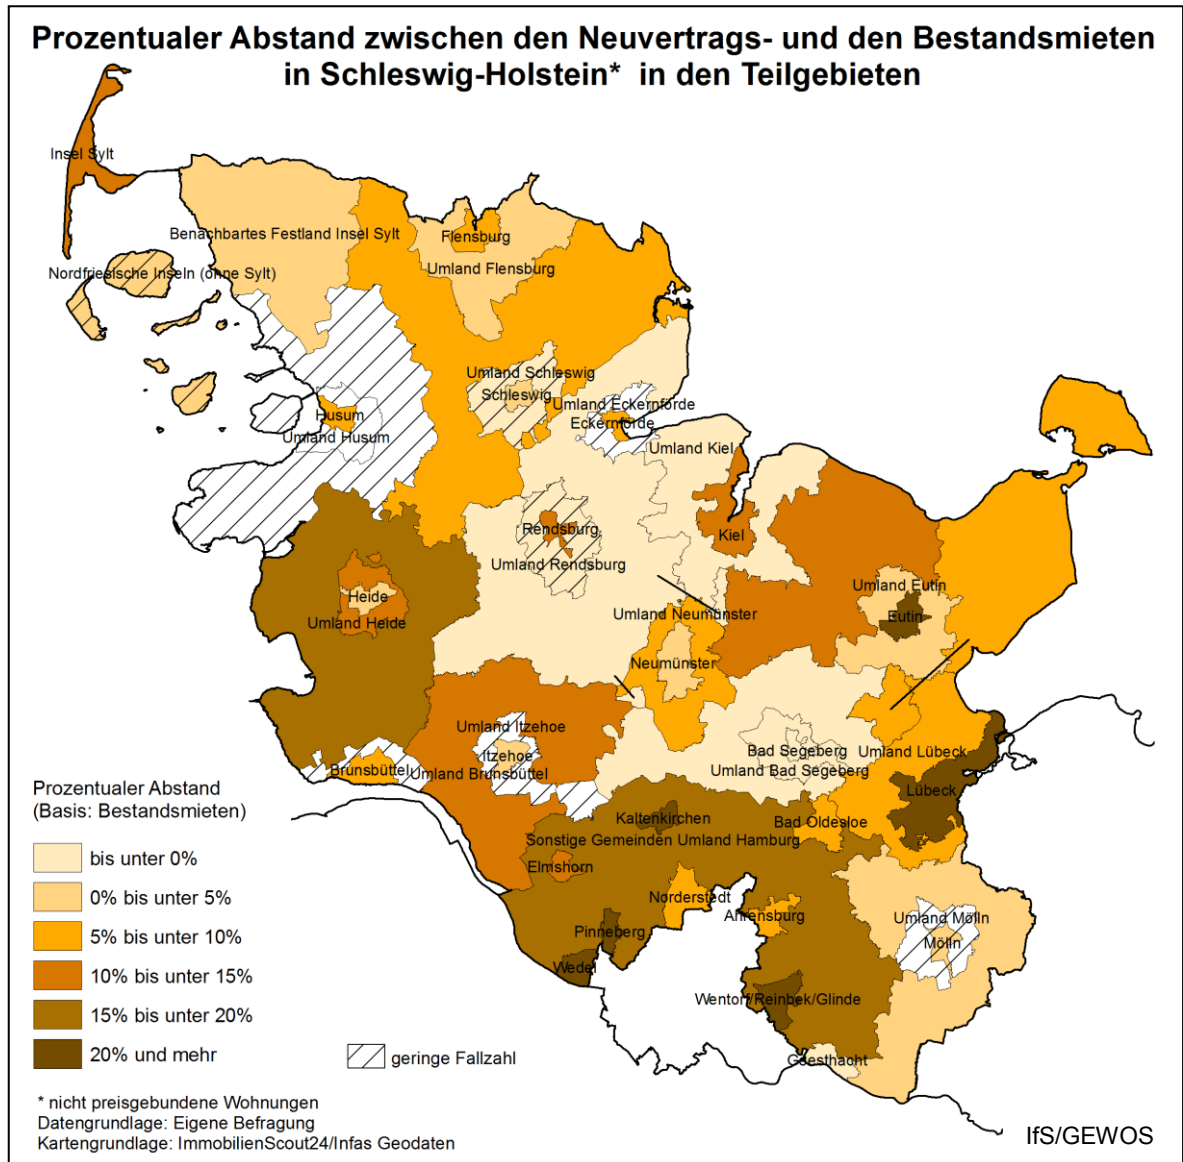 Prozentualer Abstand zwischen den Neuvertrags- und den Bestandsmieten
in Schleswig-Holstein* in den Teilgebieten
Insel Sylt
Benachbartes Festland Insel Sylt
Flensburg
Umland Flensburg
Nordfriesische Inseln (ohne Sylt)
Umland Schleswig
Schleswig
Umland Eckernförde
Eckernförde
Husum
Umland Husum
Umland Kiel
Kiel
Rendsburg
Umland Rendsburg
Umland Eutin
Eutin
Heide
Umland Heide
Umland Neumünster
Neumünster
Umland Itzehoe
Itzehoe
Bad Segeberg
Umland Lübeck
Brunsbüttel
Umland Brunsbüttel
Umland Bad Segeberg
Lübeck
Kaltenkirchen
Bad Oldesloe
Sonstige Gemeinden Umland Hamburg
Elmshorn
Norderstedt
Ahrensburg
Umland Mölln
Mölln
Pinneberg
Wedel
Wentorf/Reinbek/Glinde
Geesthacht
Prozentualer Abstand
(Basis: Bestandsmieten)
bis unter 0%
0% bis unter 5%
5% bis unter 10%
10% bis unter 15%
15% bis unter 20%
20% und mehr
geringe Fallzahl
* nicht preisgebundene Wohnungen
Datengrundlage: Eigene Befragung
Kartengrundlage: ImmobilienScout24/Infas Geodaten
IfS/GEWOS